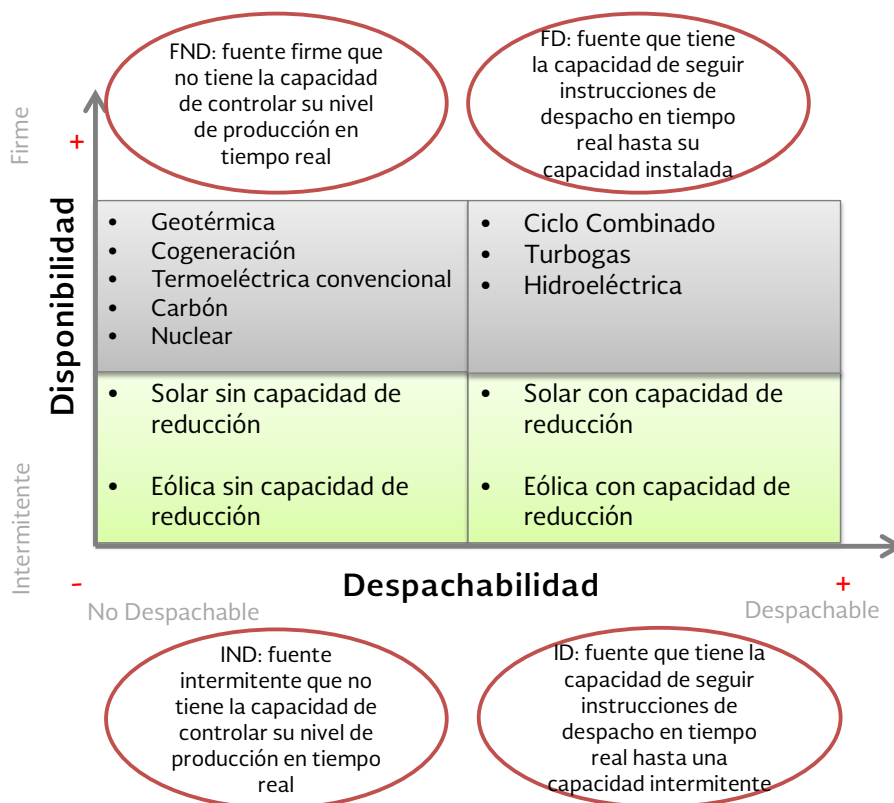 FND: fuente firme que
no tiene la capacidad
de controlar su nivel
de producción en
tiempo real
FD: fuente que tiene
la capacidad de seguir
instrucciones de
despacho en tiempo
real hasta su
capacidad instalada
Firme
+
Disponibilidad
Intermitente
• Geotérmica
• Cogeneración
• Termoeléctrica convencional
• Carbón
• Nuclear
• Ciclo Combinado
• Turbogas
• Hidroeléctrica
• Solar sin capacidad de
reducción
• Eólica sin capacidad de
reducción
• Solar con capacidad de
reducción
• Eólica con capacidad de
reducción
-
Despachabilidad
+
No Despachable
Despachable
IND: fuente
intermitente que no
tiene la capacidad de
controlar su nivel de
producción en tiempo
real
ID: fuente que tiene la
capacidad de seguir
instrucciones de
despacho en tiempo
real hasta una
capacidad intermitente